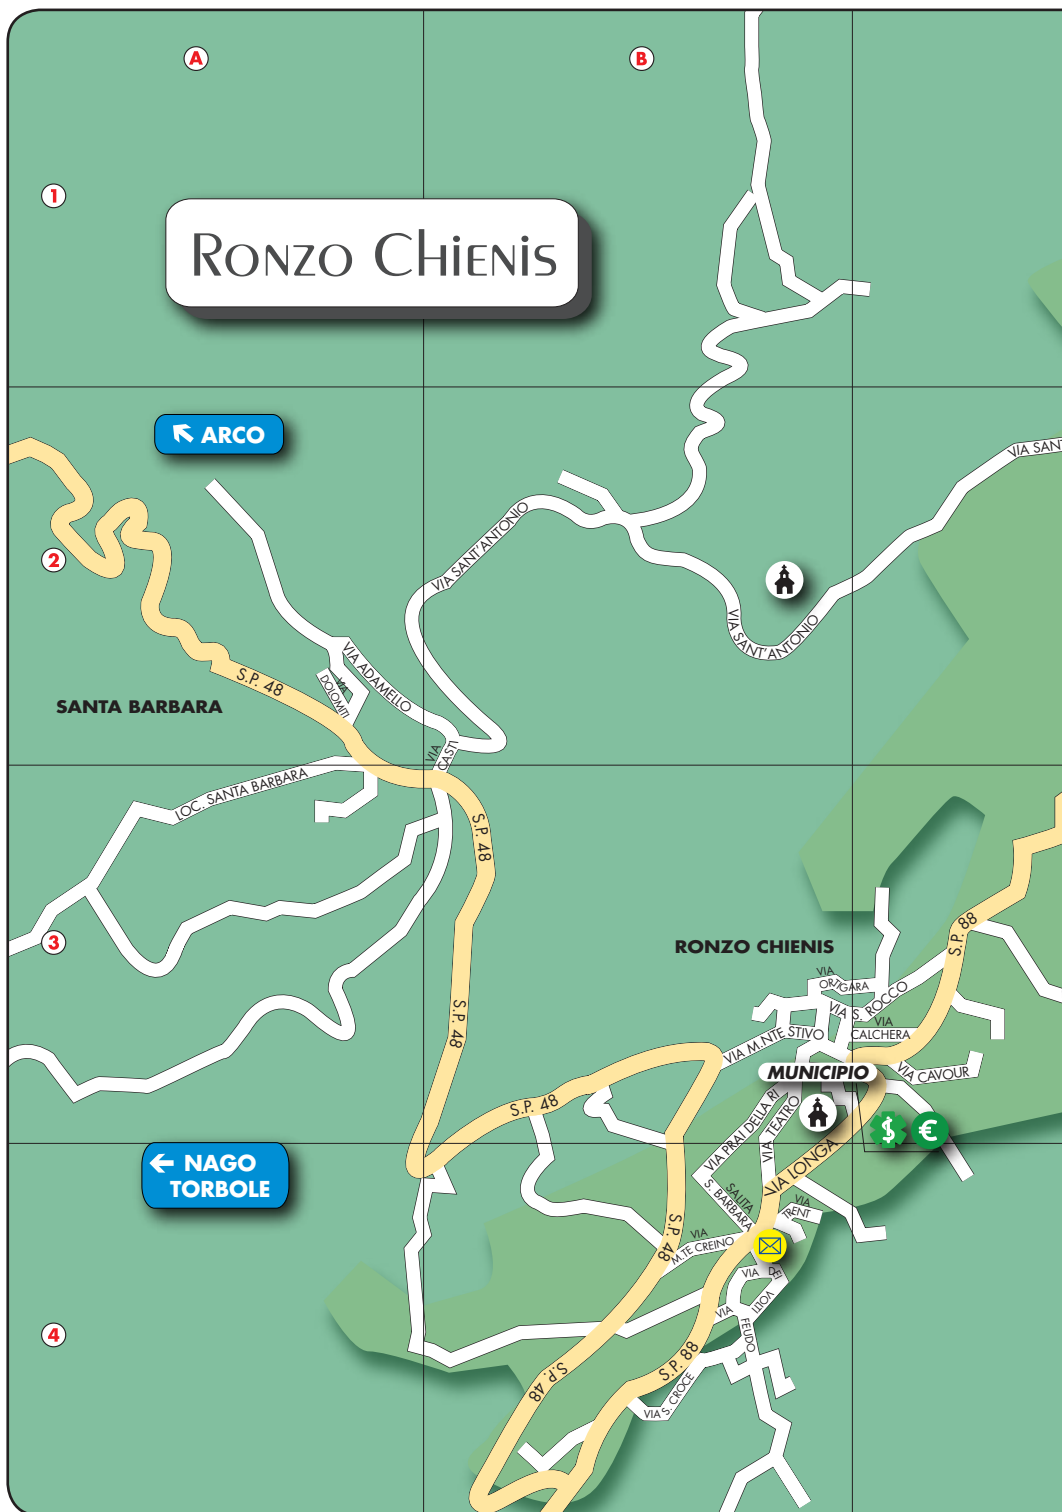 A
B
1
RONZO CHIENIS
ARCO
VIA SANT
2
VIA SANT'ANTONIO
VIA SANT'ANTONIO
VIA ADAMELLO
VIA
DOLOMITI
S.P. 48
SANTA BARBARA
VIA
CASTI
LOC. SANTA BARBARA
S.P. 48
3
RONZO CHIENIS
S.P. 88
VIA
ORTIGARA
VIA S. ROCCO
VIA
CALCHERA
S.P. 48
VIA M.NTE STIVO
MUNICIPIO
VIA CAVOUR
S.P. 48
VIA PRAI DELLA RI
VIA TEATRO
$
€
NAGO
TORBOLE
VIA LONGA
SALITA
S. BARBARA
VIA
TRENT
S.P. 48
VIA
M.TE CREINO
VIA
DEI
VOLTI
VIA
FEUDO
4
S.P. 88
S.P. 48
VIA S. CROCE